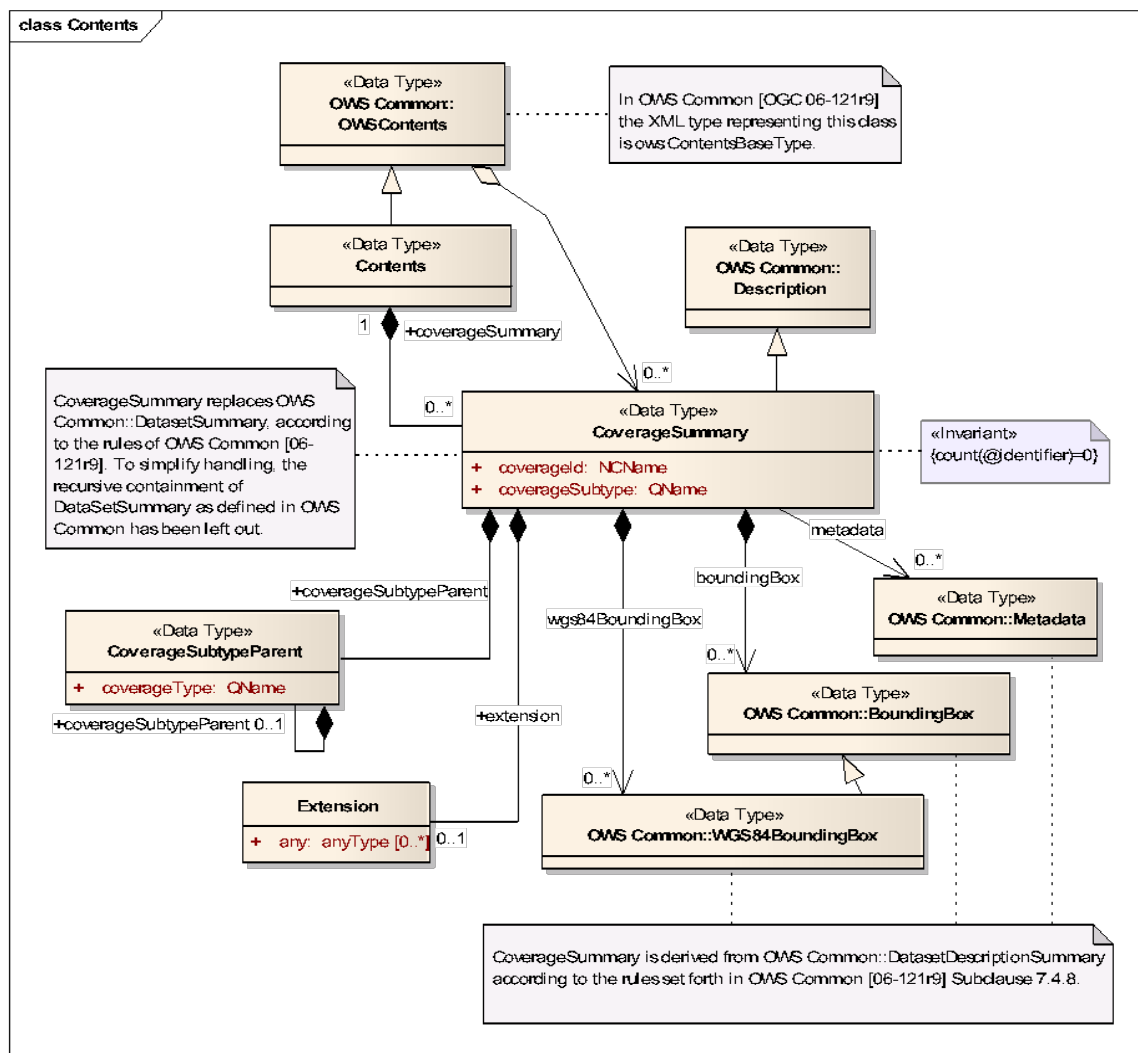 class Contents
«Data Type»
OWS Common::
OWSContents
In OWS Common [OGC 06-121r9]
the XML type representing this class
is ows:ContentsBaseType.
«Data Type»
Contents
«Data Type»
OWS Common::
Description
1
+coverageSummary
0..*
0..*
CoverageSummary replaces OWS
Common::DatasetSummary, according
to the rules of OWS Common [06-
121r9]. To simplify handling, the
recursive containment of
DataSetSummary as defined in OWS
Common has been left out.
«Data Type»
CoverageSummary
+ coverageId: NCName
+ coverageSubtype: QName
«Invariant»
{count(@identifier)=0}
metadata
0..*
boundingBox
+coverageSubtypeParent
wgs84BoundingBox
«Data Type»
OWS Common::Metadata
«Data Type»
CoverageSubtypeParent
+ coverageType: QName
0..*
«Data Type»
OWS Common::BoundingBox
+coverageSubtypeParent 0..1
+extension
0..*
Extension
+ any: anyType [0..*]
0..1
«Data Type»
OWS Common::WGS84BoundingBox
CoverageSummary is derived from OWS Common::DatasetDescriptionSummary
according to the rules set forth in OWS Common [06-121r9] Subclause 7.4.8.